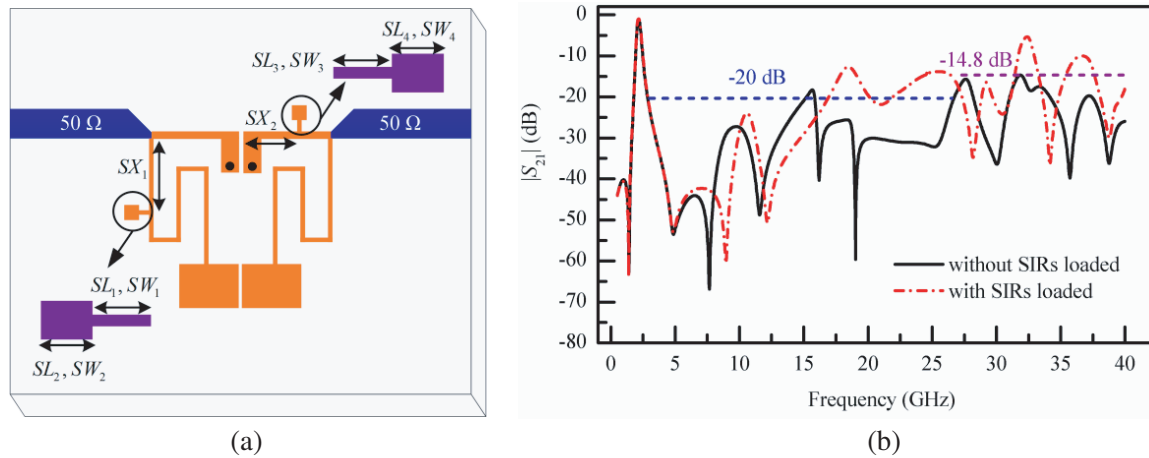 SL4, SW4
SL3, SW3
50 Ω
SX2
50 Ω
SX1
SL1, SW1
SL2, SW2
(a)
|S21| (dB)
0
-10
-20
-30
-40
-50
-60
-70
-80
-20 dB
-14.8 dB
without SIRs loaded
with SIRs loaded
0 5 10 15 20 25 30 35 40
Frequency (GHz)
(b)